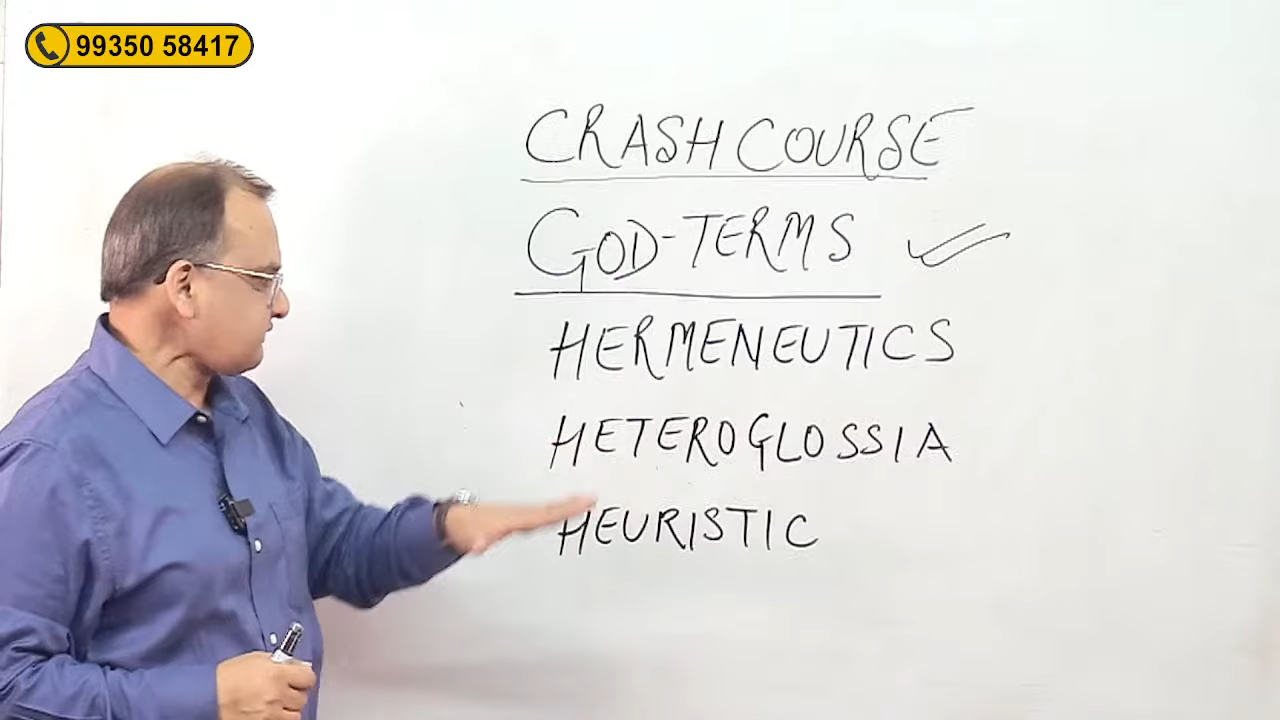 99350 58417
CRASH COURSE
GOD-TERMS
HERMENEUTICS
HETEROGLOSSIA
HEURISTIC